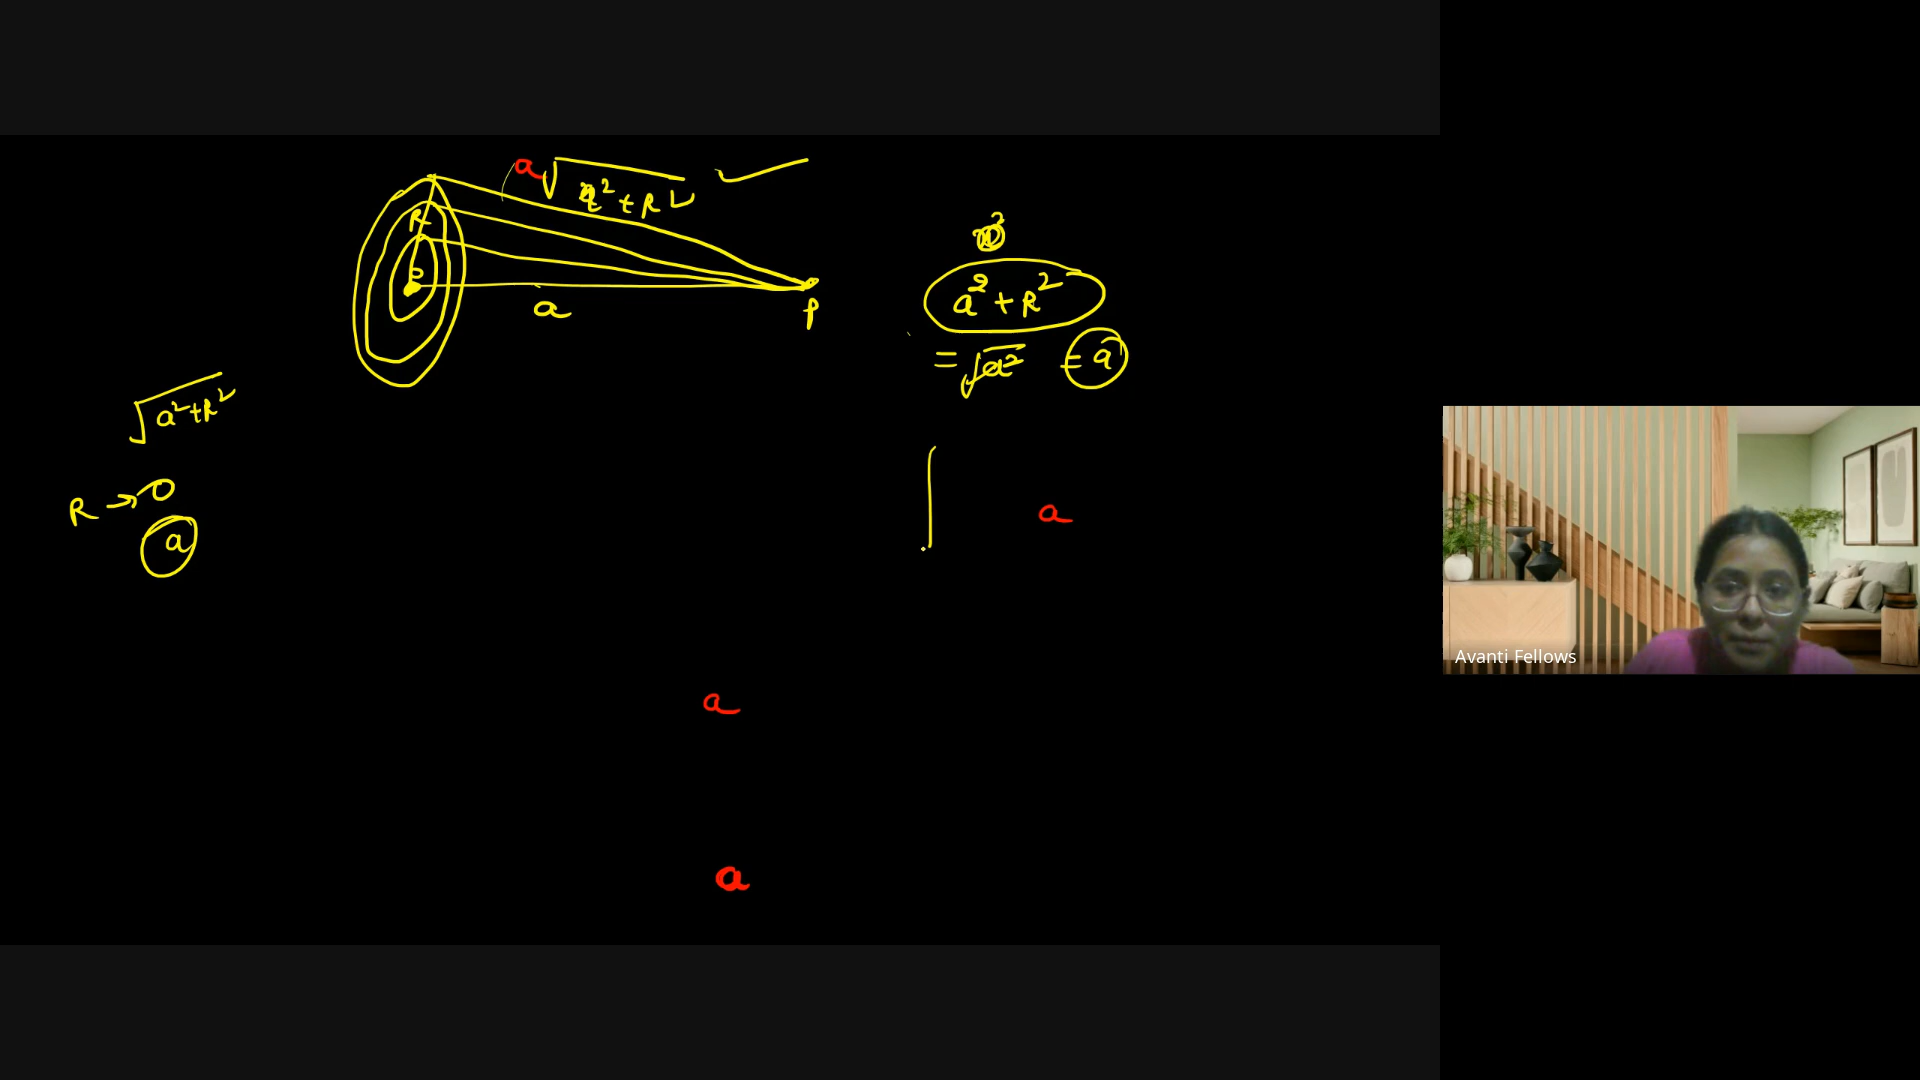 a √a²+R²
R
O
a
P
a²+R²
= √a² = a
√a²+R²
R → 0
a
a
a
a
Avanti Fellows